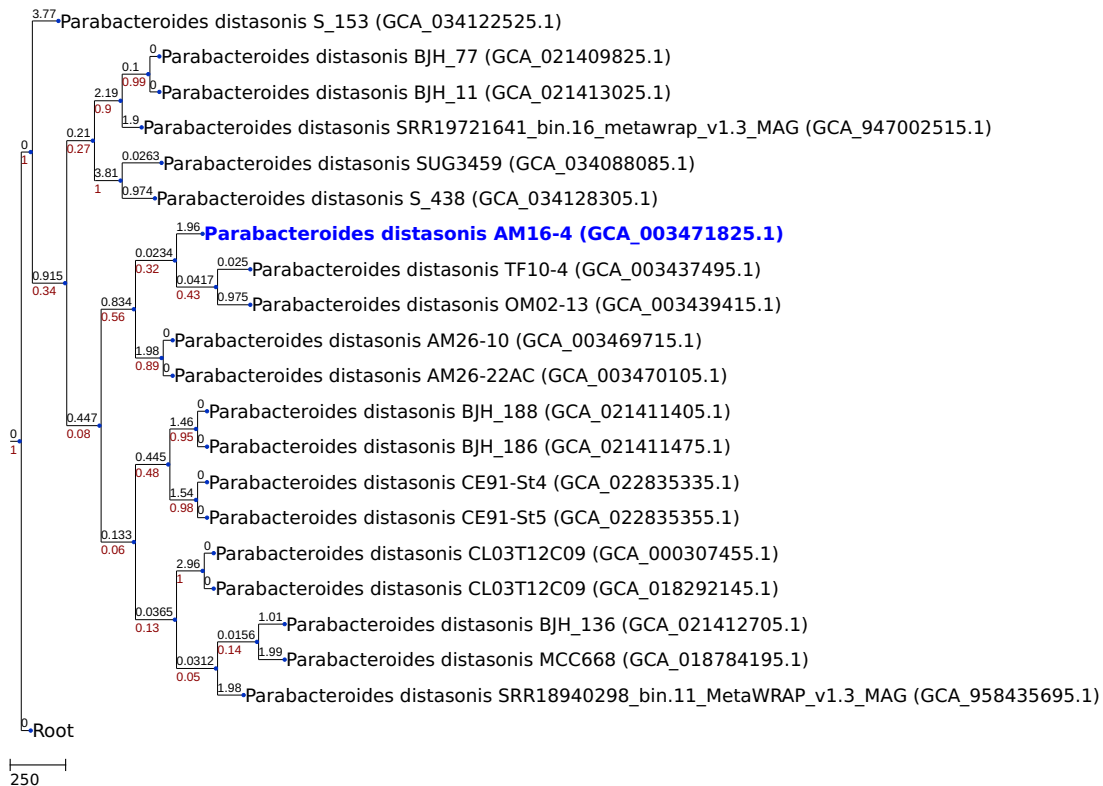 3.77 Parabacteroides distasonis S_153 (GCA_034122525.1)
0 Parabacteroides distasonis BJH_77 (GCA_021409825.1)
0.1
0.99
0 Parabacteroides distasonis BJH_11 (GCA_021413025.1)
2.19
0.9
1.9 Parabacteroides distasonis SRR19721641_bin.16_metawrap_v1.3_MAG (GCA_947002515.1)
0.21
0.27
0
1
0.0263 Parabacteroides distasonis SUG3459 (GCA_034088085.1)
3.81
1
0.974 Parabacteroides distasonis S_438 (GCA_034128305.1)
1.96 Parabacteroides distasonis AM16-4 (GCA_003471825.1)
0.0234
0.32
0.025 Parabacteroides distasonis TF10-4 (GCA_003437495.1)
0.915
0.34
0.0417
0.43
0.975 Parabacteroides distasonis OM02-13 (GCA_003439415.1)
0.834
0.56
0 Parabacteroides distasonis AM26-10 (GCA_003469715.1)
1.98
0.89
0 Parabacteroides distasonis AM26-22AC (GCA_003470105.1)
0 Parabacteroides distasonis BJH_188 (GCA_021411405.1)
0.447
0.08
1.46
0.95
0
1
0 Parabacteroides distasonis BJH_186 (GCA_021411475.1)
0.445
0.48
0 Parabacteroides distasonis CE91-St4 (GCA_022835335.1)
1.54
0.98
0 Parabacteroides distasonis CE91-St5 (GCA_022835355.1)
0.133
0.06
0 Parabacteroides distasonis CL03T12C09 (GCA_000307455.1)
2.96
1
0 Parabacteroides distasonis CL03T12C09 (GCA_018292145.1)
0.0365
0.13
1.01 Parabacteroides distasonis BJH_136 (GCA_021412705.1)
0.0156
0.14
1.99 Parabacteroides distasonis MCC668 (GCA_018784195.1)
0.0312
0.05
1.98 Parabacteroides distasonis SRR18940298_bin.11_MetaWRAP_v1.3_MAG (GCA_958435695.1)
0 Root
250